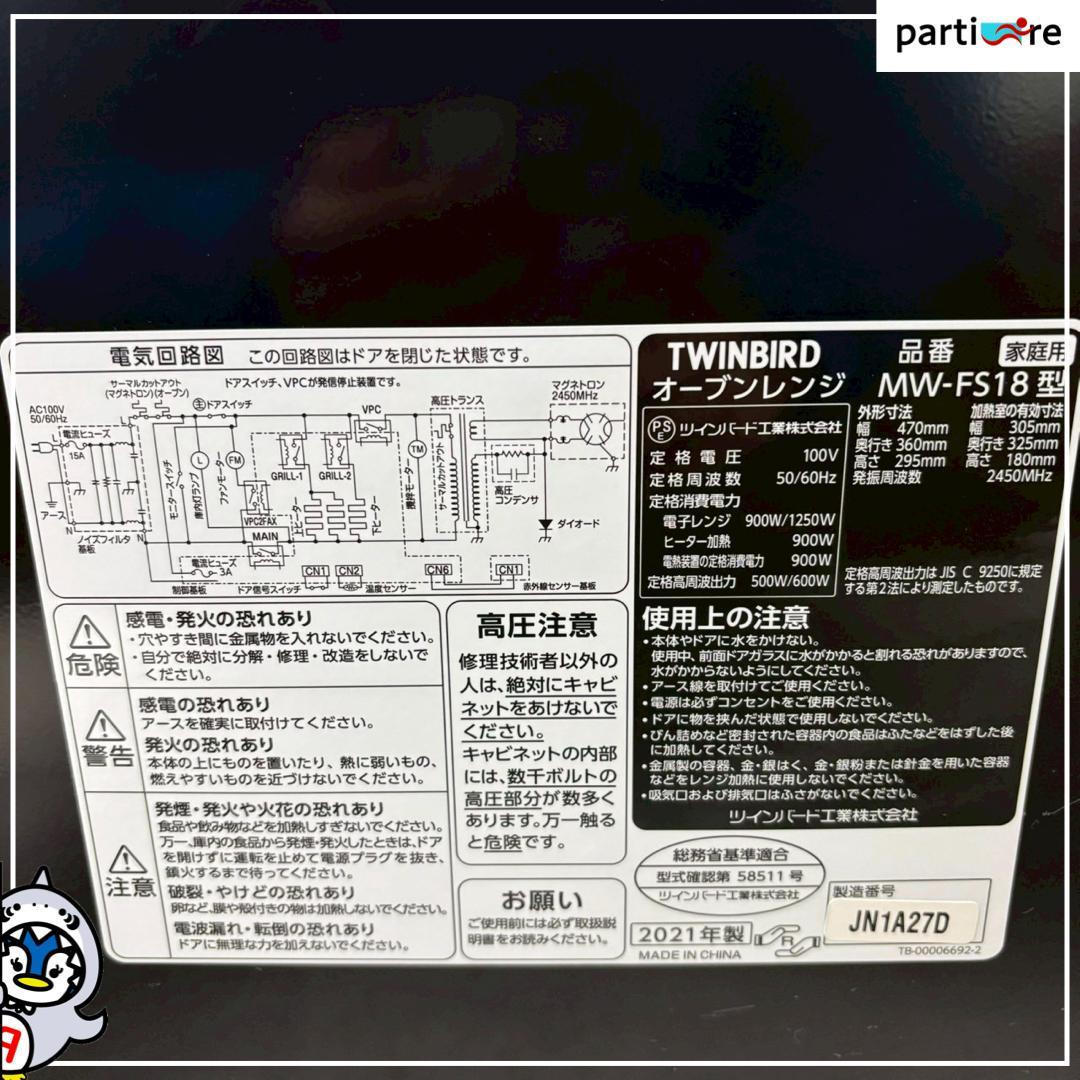 partire
電気回路図 この回路図はドアを閉じた状態です。
サーマルカットアウト
(マグネトロン)(オーブン)
ドアスイッチ、VPCが発信停止装置です。
AC100V
50/60Hz
主ドアスイッチ
VPC
高圧トランス
マグネトロン
2450MHz
電流ヒューズ
15A
L
L
N
N
アース
ノイズフィルタ
基板
モニタースイッチ
庫内灯ランプ
L
ファンモーター
FM
GRILL-1
GRILL-2
上ヒーター
下ヒーター
撹拌モーター
TM
サーマルカットアウト
高圧
コンデンサ
ダイオード
VPC2FAX
MAIN
電流ヒューズ
3A
CN1
CN2
CN6
CN1
制御基板
ドア信号スイッチ
温度センサー
赤外線センサー基板
危険
感電・発火の恐れあり
・穴やすき間に金属物を入れないでください。
・自分で絶対に分解・修理・改造をしないで
ください。
警告
感電の恐れあり
アースを確実に取付けてください。
発火の恐れあり
本体の上にものを置いたり、熱に弱いもの、
燃えやすいものを近づけないでください。
注意
発煙・発火や火花の恐れあり
食品や飲み物などを加熱しすぎないでください。
万一、庫内の食品から発煙・発火したときは、ドア
を開けずに運転を止めて電源プラグを抜き、
鎮火するまで待ってください。
破裂・やけどの恐れあり
卵など、膜や殻付きの物は加熱しないでください。
電波漏れ・転倒の恐れあり
ドアに無理な力を加えないでください。
高圧注意
修理技術者以外の
人は、絶対にキャビ
ネットをあけないで
ください。
キャビネットの内部
には、数千ボルトの
高圧部分が数多く
あります。万一触る
と危険です。
お願い
ご使用前には必ず取扱説
明書をお読みください。
TWINBIRD 品番 家庭用
オーブンレンジ MW-FS18型
PSE ツインバード工業株式会社
定格電圧 100V
定格周波数 50/60Hz
定格消費電力
電子レンジ 900W/1250W
ヒーター加熱 900W
電熱装置の定格消費電力 900W
定格高周波出力 500W/600W
外形寸法
幅 470mm
奥行き360mm
高さ 295mm
加熱室の有効寸法
幅 305mm
奥行き325mm
高さ 180mm
発振周波数 2450MHz
定格高周波出力は JIS C 9250に規定
する第2法により測定したものです。
使用上の注意
・本体やドアに水をかけない。
使用中、前面ドアガラスに水がかかると割れる恐れがありますので、
水がかからないようにしてください。
・アース線を取付けてご使用ください。
・電源は必ずコンセントをご使用ください。
・ドアに物を挟んだ状態で使用しないでください。
・びん詰めなど密封された容器内の食品はふたなどをはずした後
に加熱してください。
・金属製の容器、金・銀はく、金・銀粉または針金を用いた容器
などをレンジ加熱に使用しないでください。
・吸気口および排気口はふさがないでください。
ツインバード工業株式会社
総務省基準適合
型式確認第 58511号
ツインバード工業株式会社
2021年製
MADE IN CHINA
R
製造番号
JN1A27D
TB-00006692-2